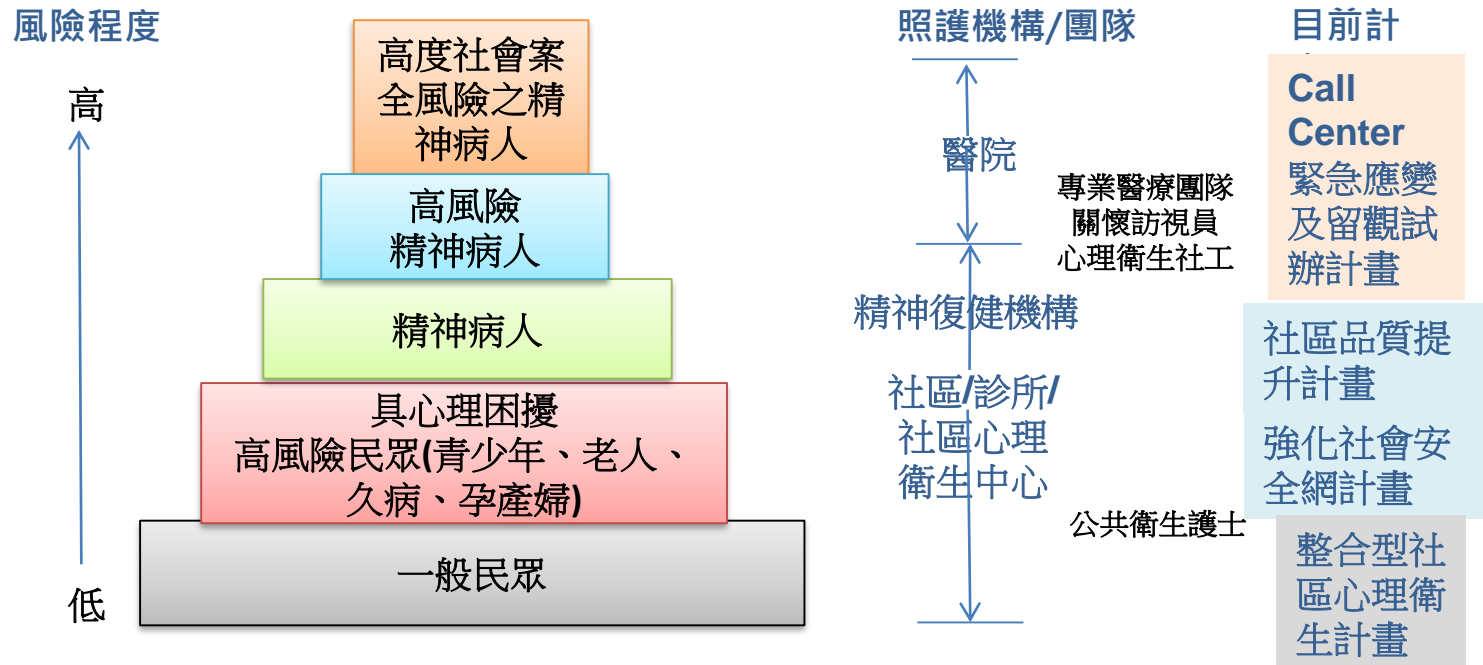 風險程度
高
低
高度社會案
全風險之精
神病人
高風險
精神病人
精神病人
具心理困擾
高風險民眾(青少年、老人、
久病、孕產婦)
一般民眾
照護機構/團隊
醫院
專業醫療團隊
關懷訪視員
心理衛生社工
精神復健機構
社區/診所/
社區心理
衛生中心
公共衛生護士
目前計
Call
Center
緊急應變
及留觀試
辦計畫
社區品質提
升計畫
強化社會安
全網計畫
整合型社
區心理衛
生計畫